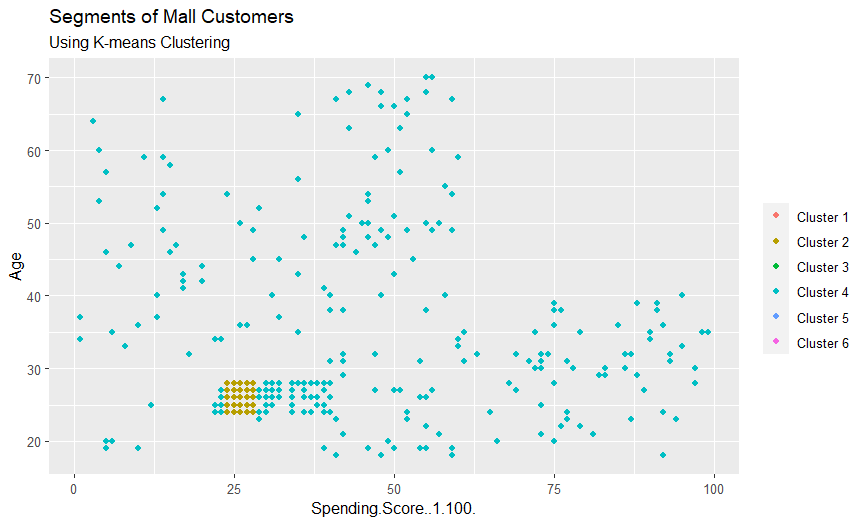 Segments of Mall Customers
Using K-means Clustering
70
60
50
40
30
20
Age
0
25
50
75
100
Spending.Score..1.100.
Cluster 1
Cluster 2
Cluster 3
Cluster 4
Cluster 5
Cluster 6